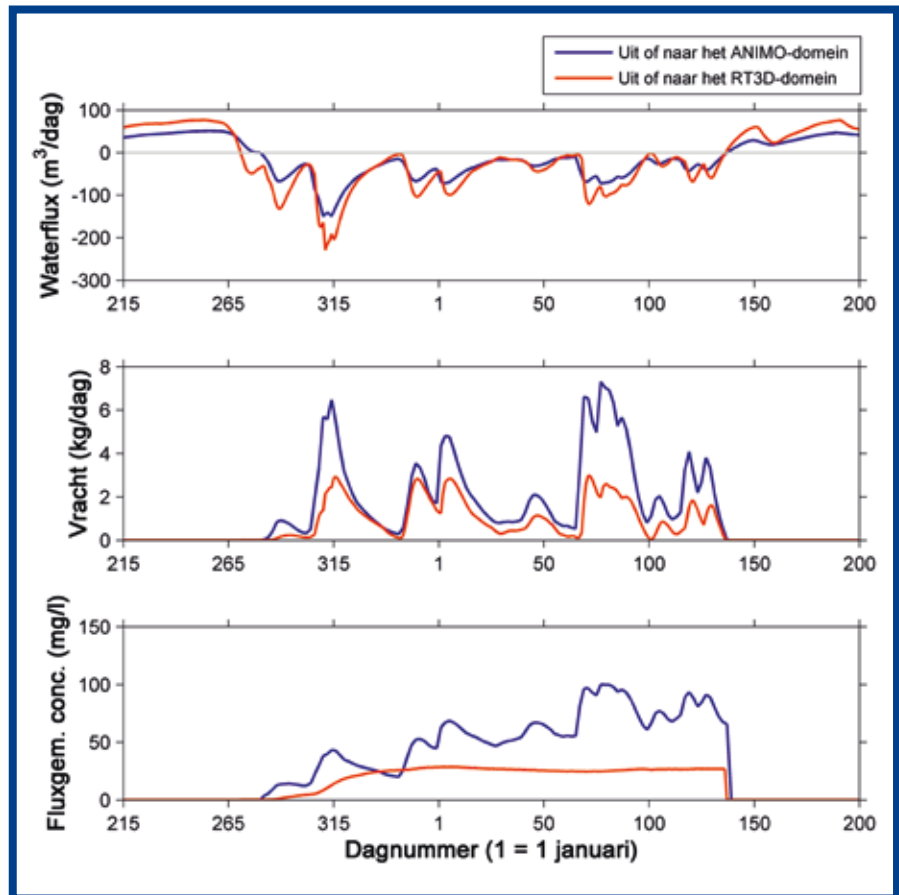 Uit of naar het ANIMO-domein
Uit of naar het RT3D-domein
Waterflux (m³/dag)
100
0
-100
-200
-300
215 265 315 1 50 100 150 200
Vracht (kg/dag)
8
6
4
2
0
215 265 315 1 50 100 150 200
Fluxgem. conc. (mg/l)
150
100
50
0
215 265 315 1 50 100 150 200
Dagnummer (1 = 1 januari)